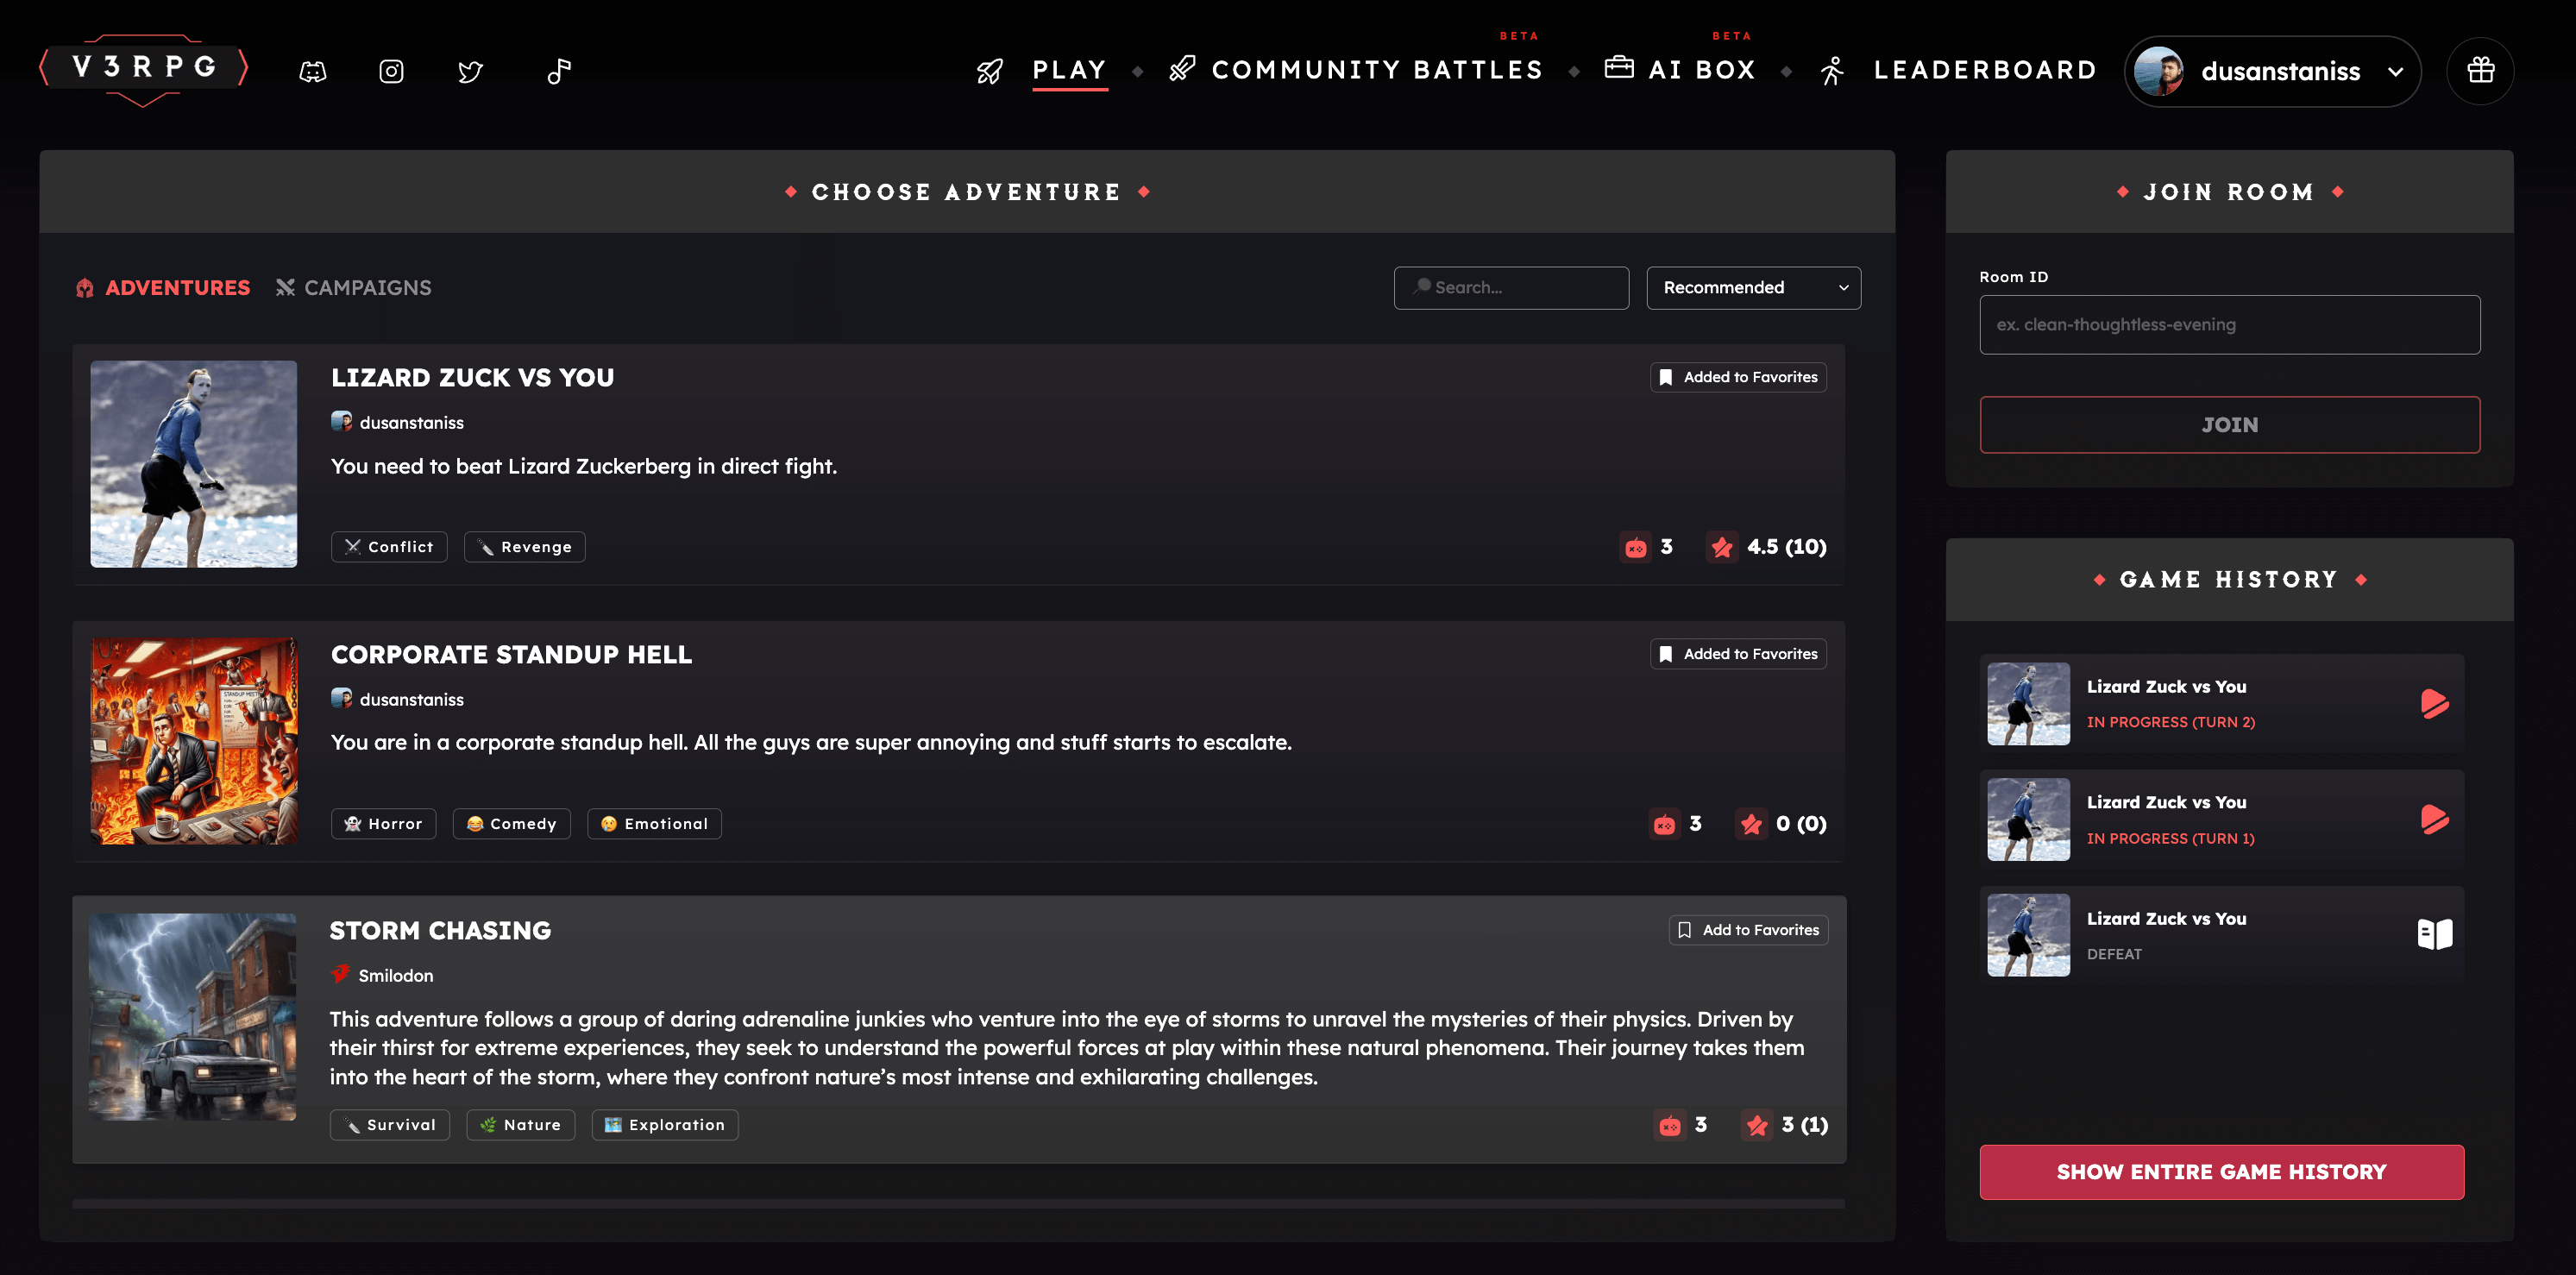 V3RPG
PLAY
BETA
COMMUNITY BATTLES
BETA
AI BOX
LEADERBOARD
dusanstaniss
CHOOSE ADVENTURE
ADVENTURES
CAMPAIGNS
Search...
Recommended
LIZARD ZUCK VS YOU
Added to Favorites
dusanstaniss
You need to beat Lizard Zuckerberg in direct fight.
Conflict
Revenge
3
4.5 (10)
CORPORATE STANDUP HELL
Added to Favorites
dusanstaniss
You are in a corporate standup hell. All the guys are super annoying and stuff starts to escalate.
Horror
Comedy
Emotional
3
0 (0)
STORM CHASING
Add to Favorites
Smilodon
This adventure follows a group of daring adrenaline junkies who venture into the eye of storms to unravel the mysteries of their physics. Driven by
their thirst for extreme experiences, they seek to understand the powerful forces at play within these natural phenomena. Their journey takes them
into the heart of the storm, where they confront nature's most intense and exhilarating challenges.
Survival
Nature
Exploration
3
3 (1)
JOIN ROOM
Room ID
ex. clean-thoughtless-evening
JOIN
GAME HISTORY
Lizard Zuck vs You
IN PROGRESS (TURN 2)
Lizard Zuck vs You
IN PROGRESS (TURN 1)
Lizard Zuck vs You
DEFEAT
SHOW ENTIRE GAME HISTORY